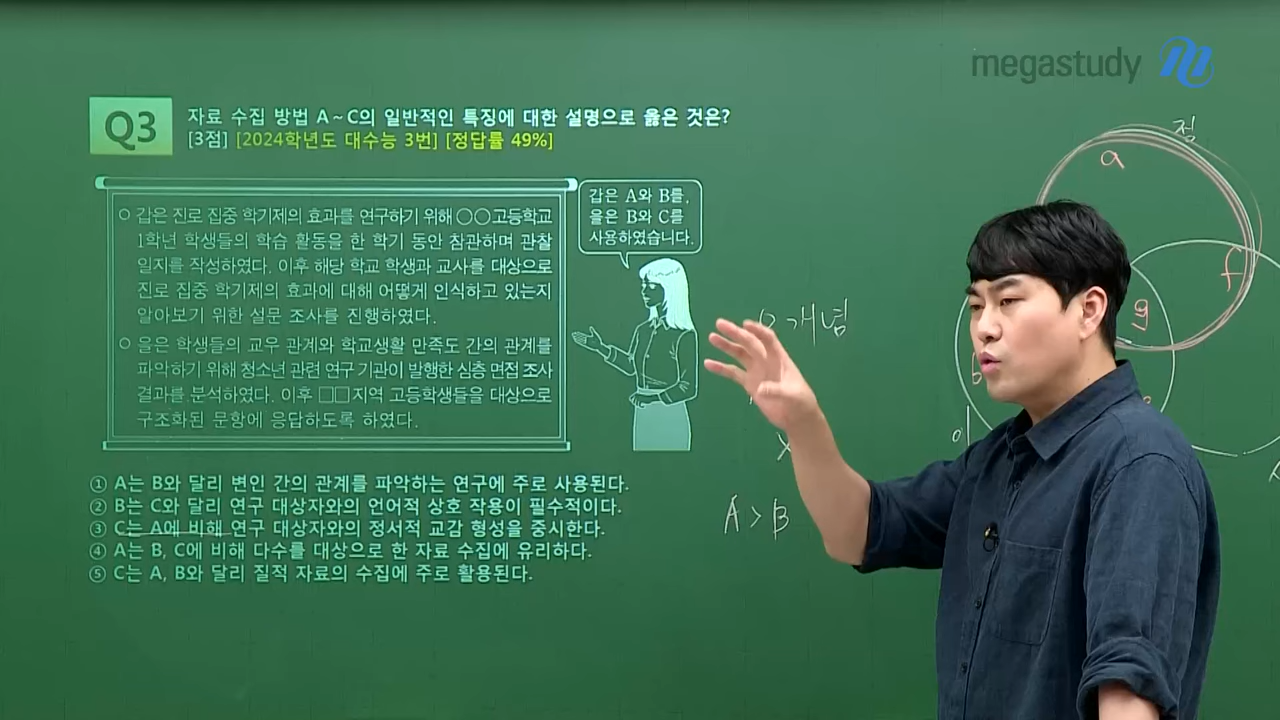 megastudy
Q3
자료 수집 방법 A~C의 일반적인 특징에 대한 설명으로 옳은 것은?
[3점] [2024학년도 대수능 3번] [정답률 49%]
○ 갑은 진로 집중 학기제의 효과를 연구하기 위해 ○○고등학교
1학년 학생들의 학습 활동을 한 학기 동안 참관하며 관찰
일지를 작성하였다. 이후 해당 학교 학생과 교사를 대상으로
진로 집중 학기제의 효과에 대해 어떻게 인식하고 있는지
알아보기 위한 설문 조사를 진행하였다.
○ 을은 학생들의 교우 관계와 학교생활 만족도 간의 관계를
파악하기 위해 청소년 관련 연구 기관이 발행한 심층 면접 조사
결과를 분석하였다. 이후 □□지역 고등학생들을 대상으로
구조화된 문항에 응답하도록 하였다.
갑은 A와 B를,
을은 B와 C를
사용하였습니다.
① A는 B와 달리 변인 간의 관계를 파악하는 연구에 주로 사용된다.
② B는 C와 달리 연구 대상자와의 언어적 상호 작용이 필수적이다.
③ C는 A에 비해 연구 대상자와의 정서적 교감 형성을 중시한다.
④ A는 B, C에 비해 다수를 대상으로 한 자료 수집에 유리하다.
⑤ C는 A, B와 달리 질적 자료의 수집에 주로 활용된다.
개념
A > B
정
a
f
g
b
e